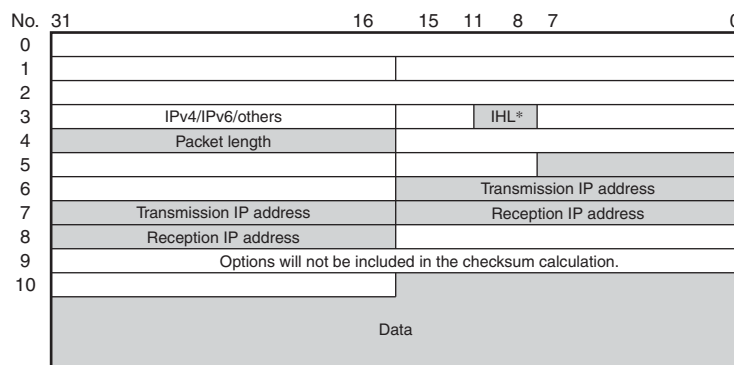 No. 31 16 15 11 8 7 0
0
1
2
3 IPv4/IPv6/others IHL*
4 Packet length
5
6 Transmission IP address
7 Transmission IP address Reception IP address
8 Reception IP address
9 Options will not be included in the checksum calculation.
10
Data